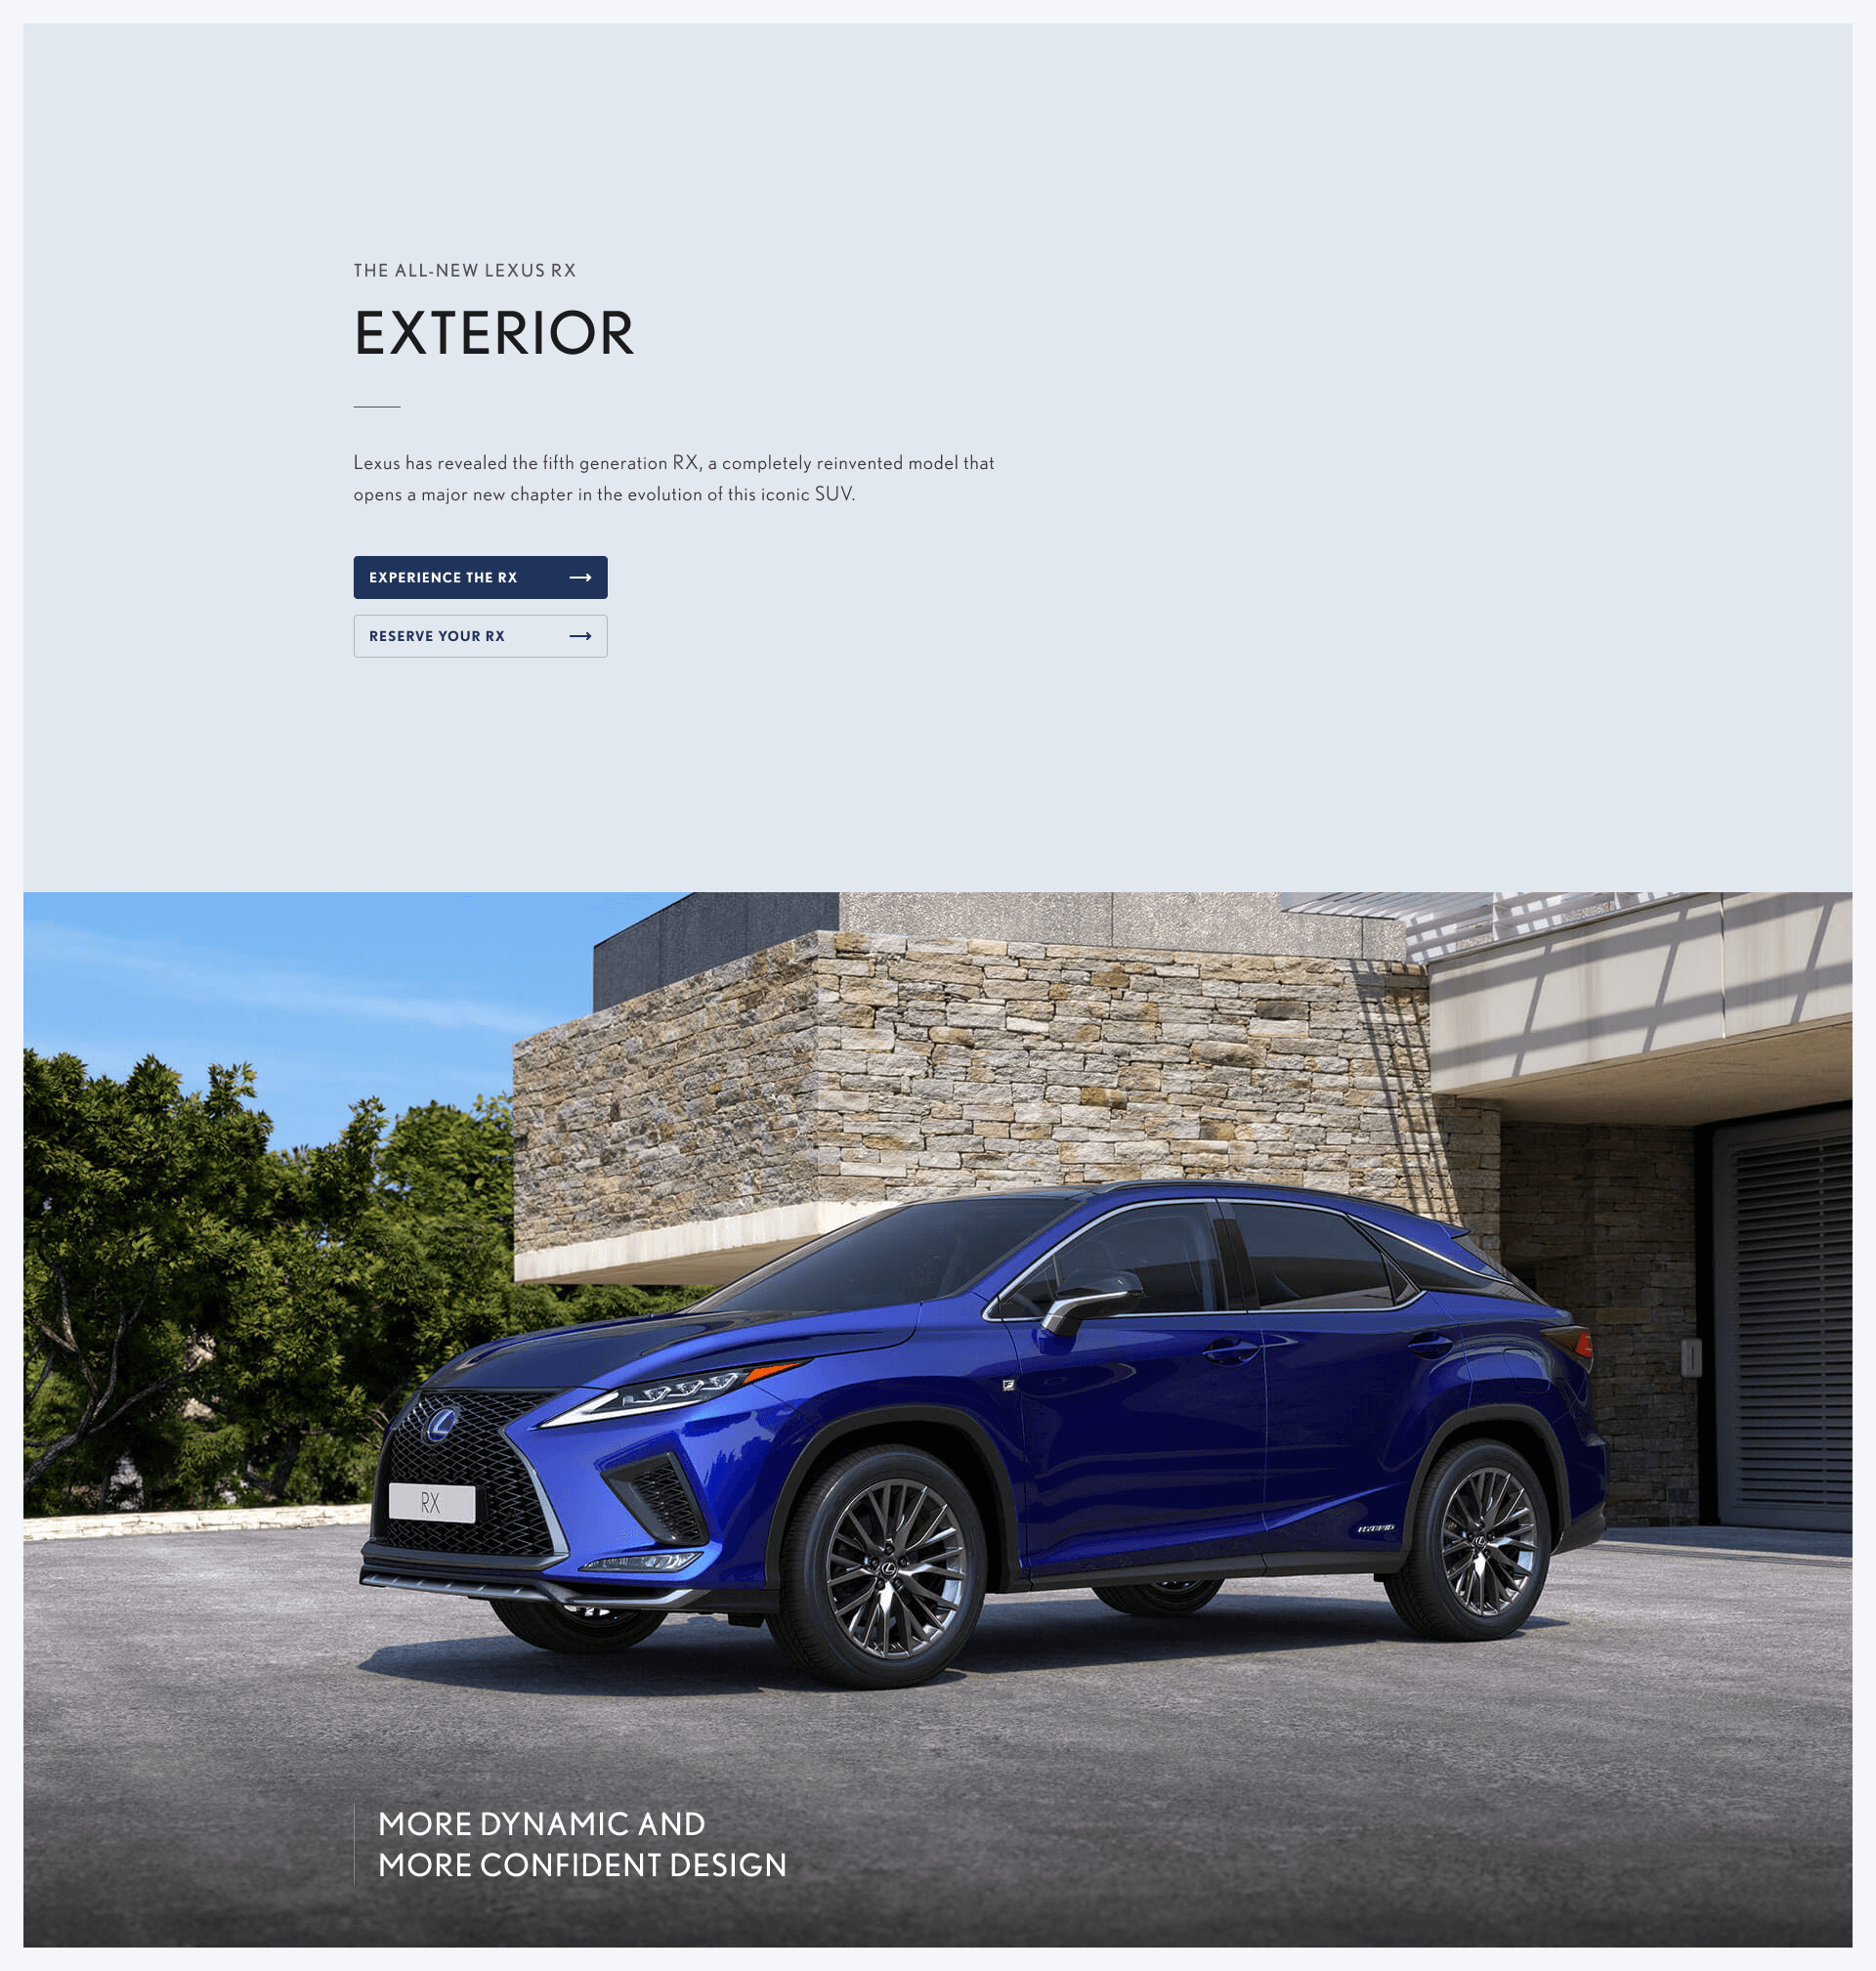 THE ALL-NEW LEXUS RX
EXTERIOR
Lexus has revealed the fifth generation RX, a completely reinvented model that
opens a major new chapter in the evolution of this iconic SUV.
EXPERIENCE THE RX
RESERVE YOUR RX
RX
HYBRID
MORE DYNAMIC AND
MORE CONFIDENT DESIGN